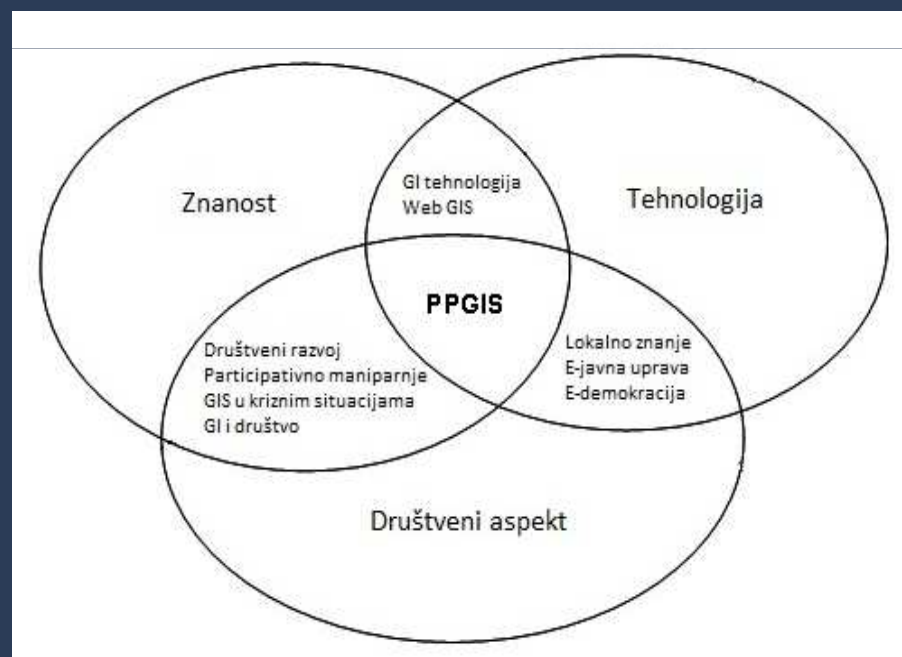 Znanost
GI tehnologija
Web GIS
Tehnologija
PPGIS
Društveni razvoj
Participativno maniparnje
GIS u kriznim situacijama
GI i društvo
Lokalno znanje
E-javna uprava
E-demokracija
Društveni aspekt